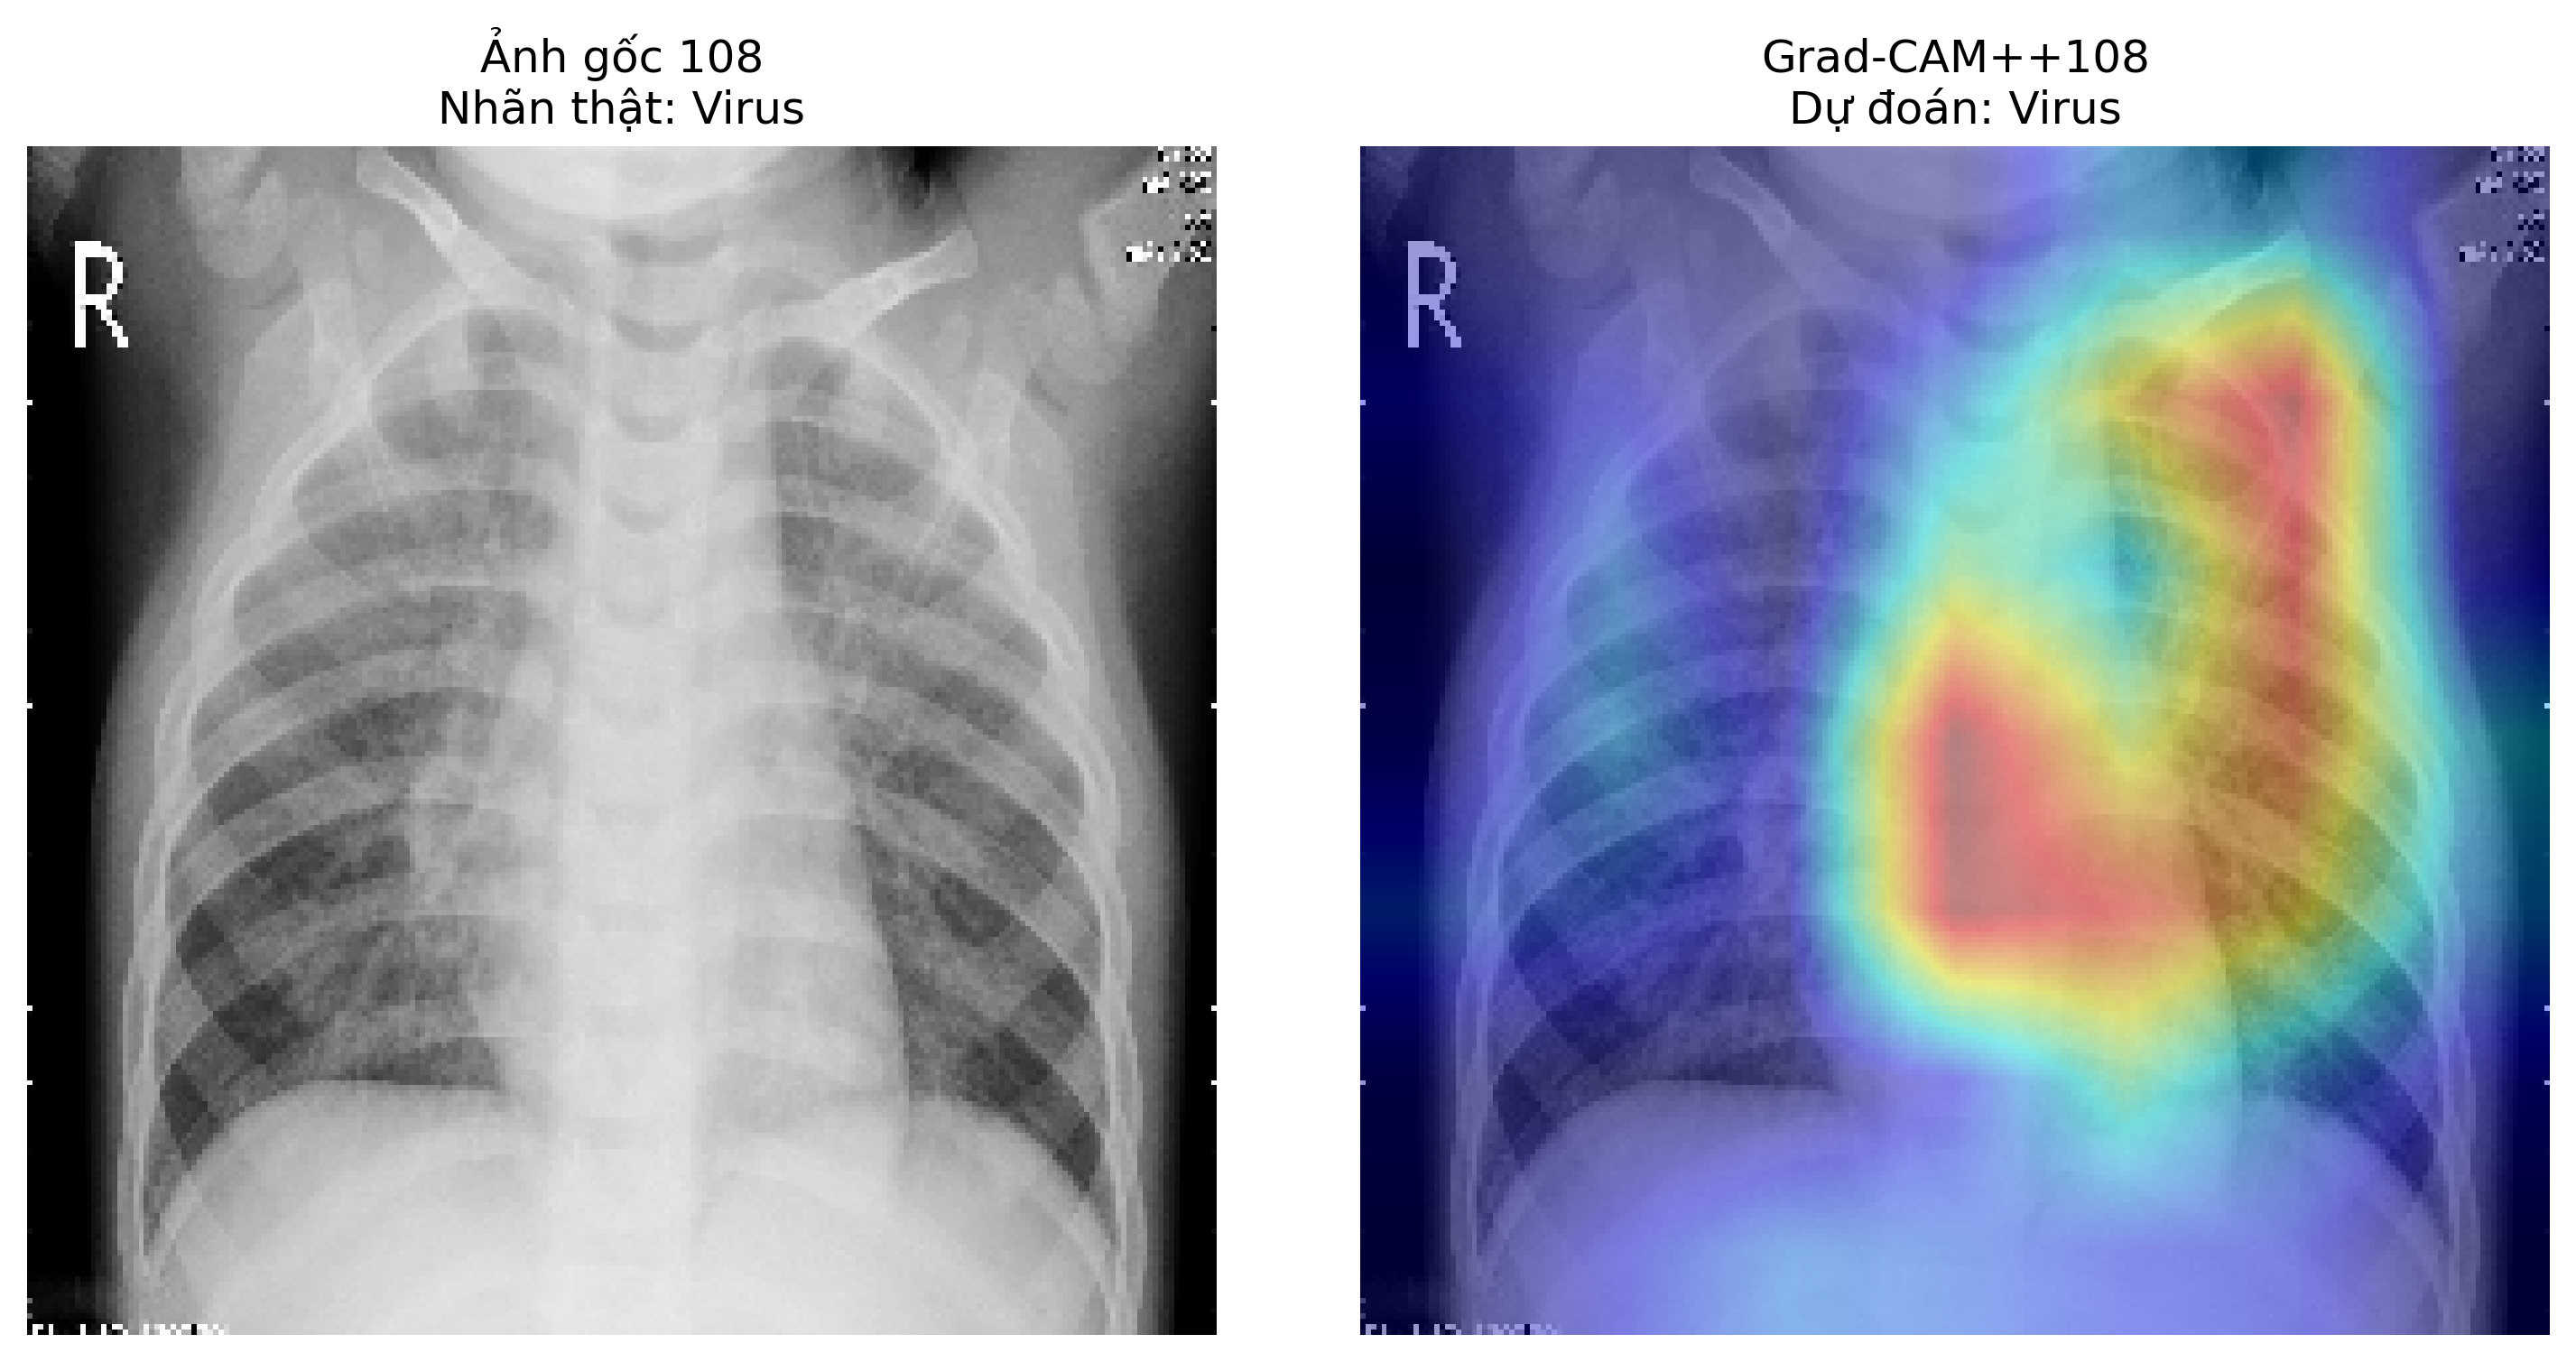 Ảnh gốc 108
Nhãn thật: Virus
Grad-CAM++108
Dự đoán: Virus
R
R